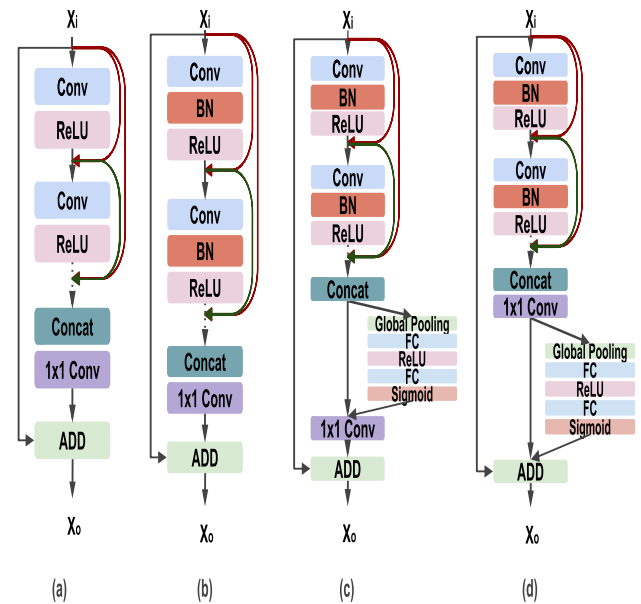 Xi
Conv
ReLU
Conv
ReLU
Concat
1x1 Conv
ADD
Xo
(a)
Xi
Conv
BN
ReLU
Conv
BN
ReLU
Concat
1x1 Conv
ADD
Xo
(b)
Xi
Conv
BN
ReLU
Conv
BN
ReLU
Concat
Global Pooling
FC
ReLU
FC
Sigmoid
1x1 Conv
ADD
Xo
(c)
Xi
Conv
BN
ReLU
Conv
BN
ReLU
Concat
1x1 Conv
Global Pooling
FC
ReLU
FC
Sigmoid
ADD
Xo
(d)